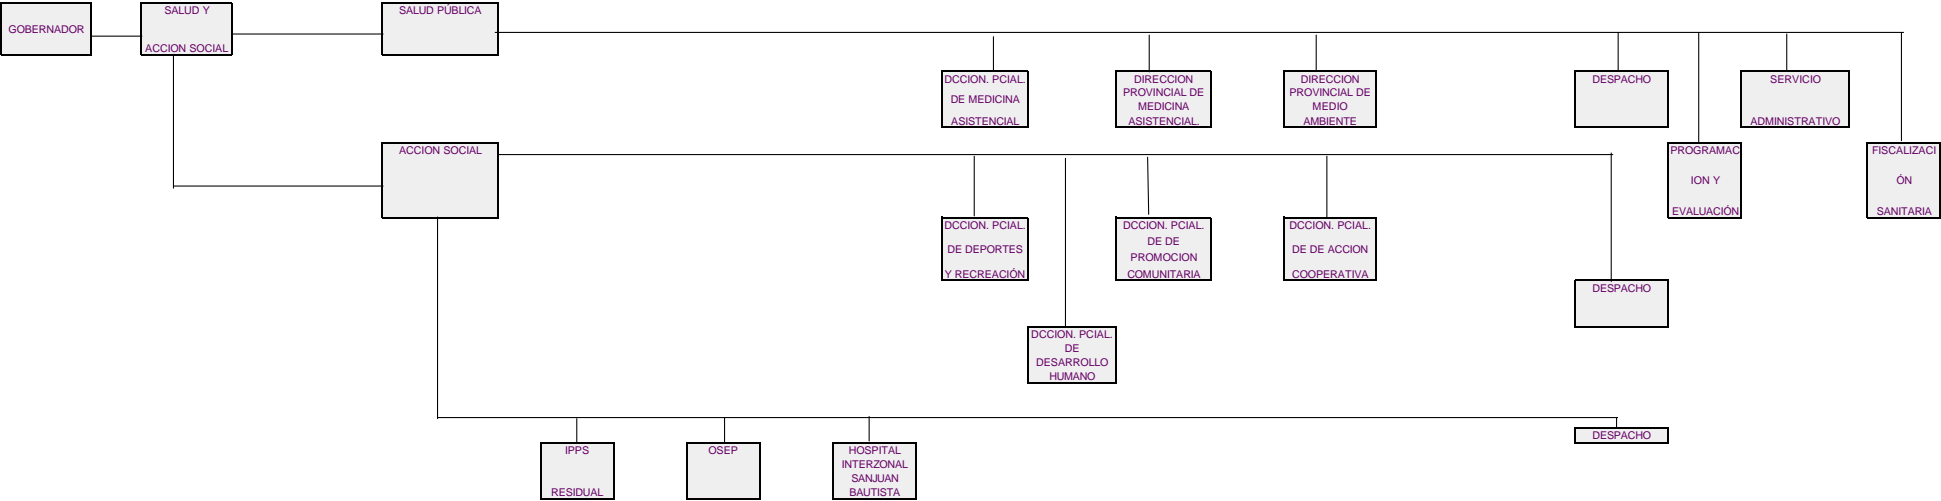 GOBERNADOR
SALUD Y
ACCION SOCIAL
SALUD PÚBLICA
DCCION. PCIAL.
DE MEDICINA
ASISTENCIAL
DIRECCION
PROVINCIAL DE
MEDICINA
ASISTENCIAL.
DIRECCION
PROVINCIAL DE
MEDIO
AMBIENTE
DESPACHO
SERVICIO
ADMINISTRATIVO
PROGRAMAC
ION Y
EVALUACIÓN
FISCALIZACI
ÓN
SANITARIA
ACCION SOCIAL
DCCION. PCIAL.
DE DEPORTES
Y RECREACIÓN
DCCION. PCIAL.
DE DE
PROMOCION
COMUNITARIA
DCCION. PCIAL.
DE DE ACCION
COOPERATIVA
DESPACHO
DCCION. PCIAL.
DE
DESARROLLO
HUMANO
IPPS
RESIDUAL
OSEP
HOSPITAL
INTERZONAL
SANJUAN
BAUTISTA
DESPACHO